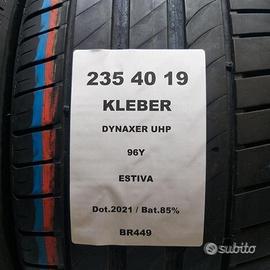 235 40 19
KLEBER
DYNAXER UHP
96Y
ESTIVA
Dot.2021 / Bat.85%
BR449
subito